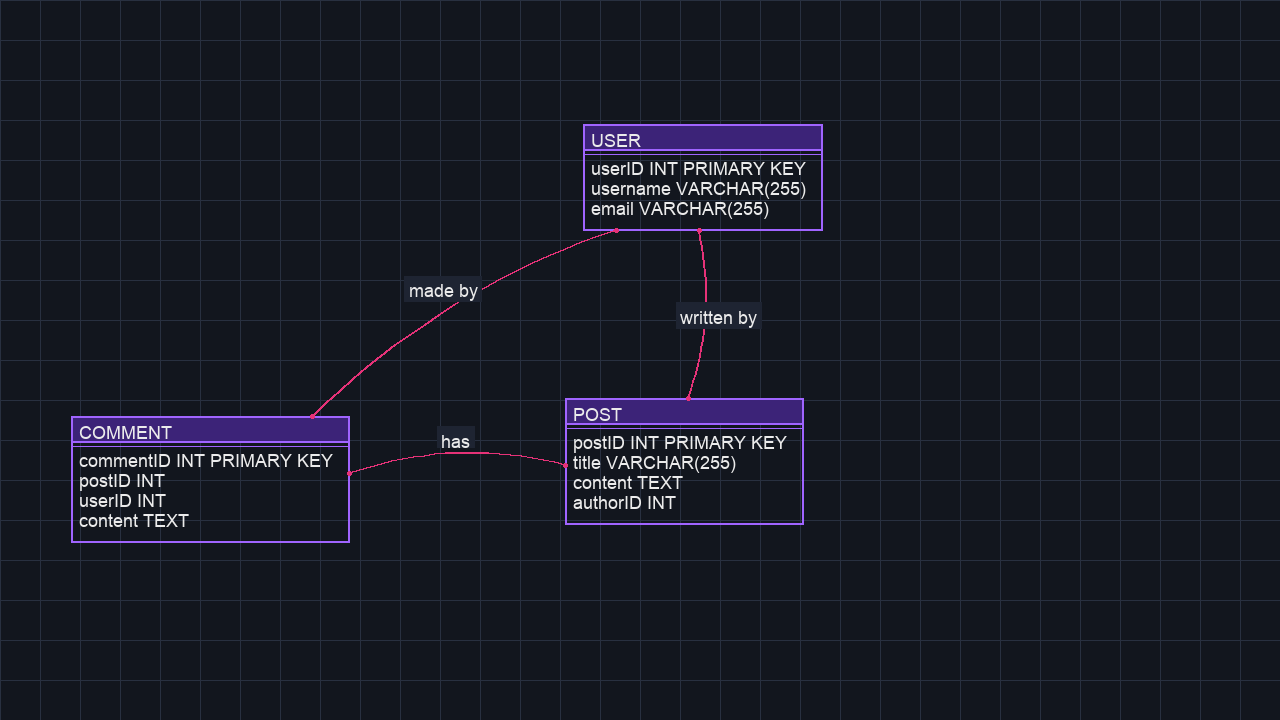 USER
userID INT PRIMARY KEY
username VARCHAR(255)
email VARCHAR(255)
made by
written by
COMMENT
commentID INT PRIMARY KEY
postID INT
userID INT
content TEXT
has
POST
postID INT PRIMARY KEY
title VARCHAR(255)
content TEXT
authorID INT